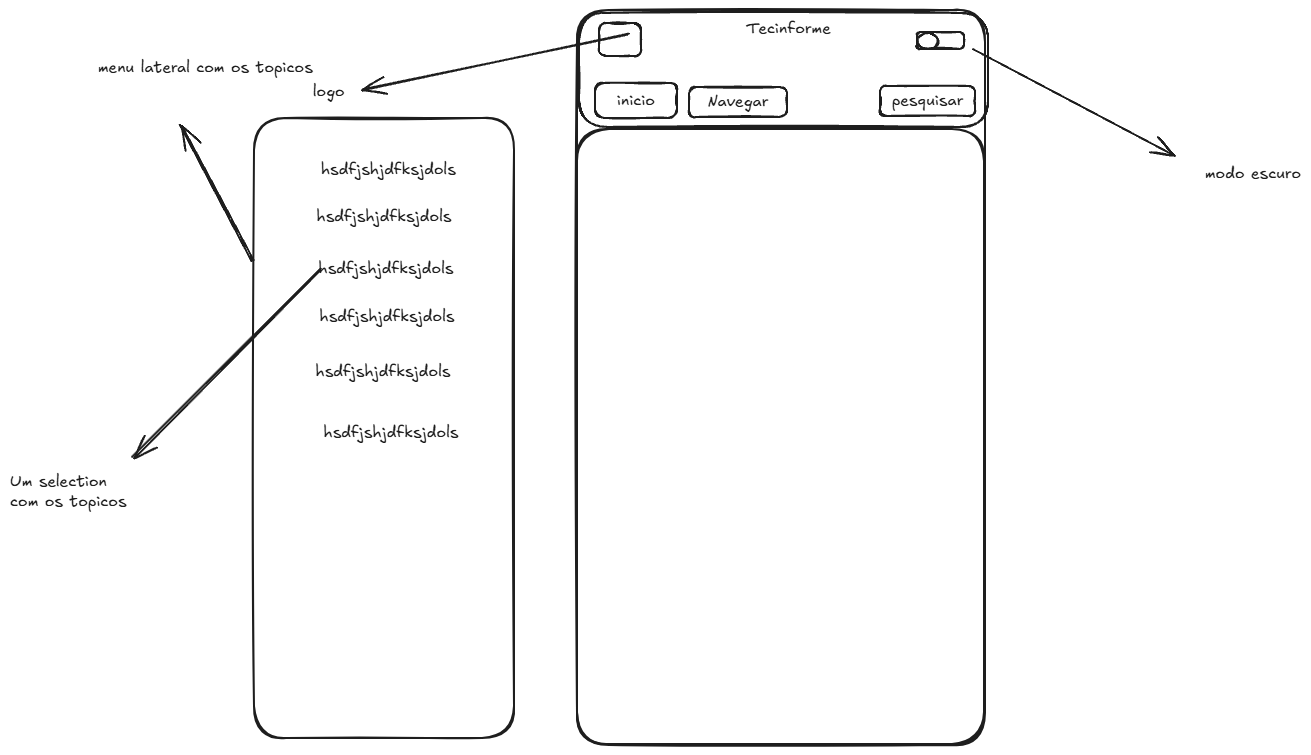 Tecinforme
menu lateral com os topicos
logo
inicio
Navegar
pesquisar
modo escuro
hsdfjshjdfksjdols
hsdfjshjdfksjdols
hsdfjshjdfksjdols
hsdfjshjdfksjdols
hsdfjshjdfksjdols
hsdfjshjdfksjdols
Um selection
com os topicos